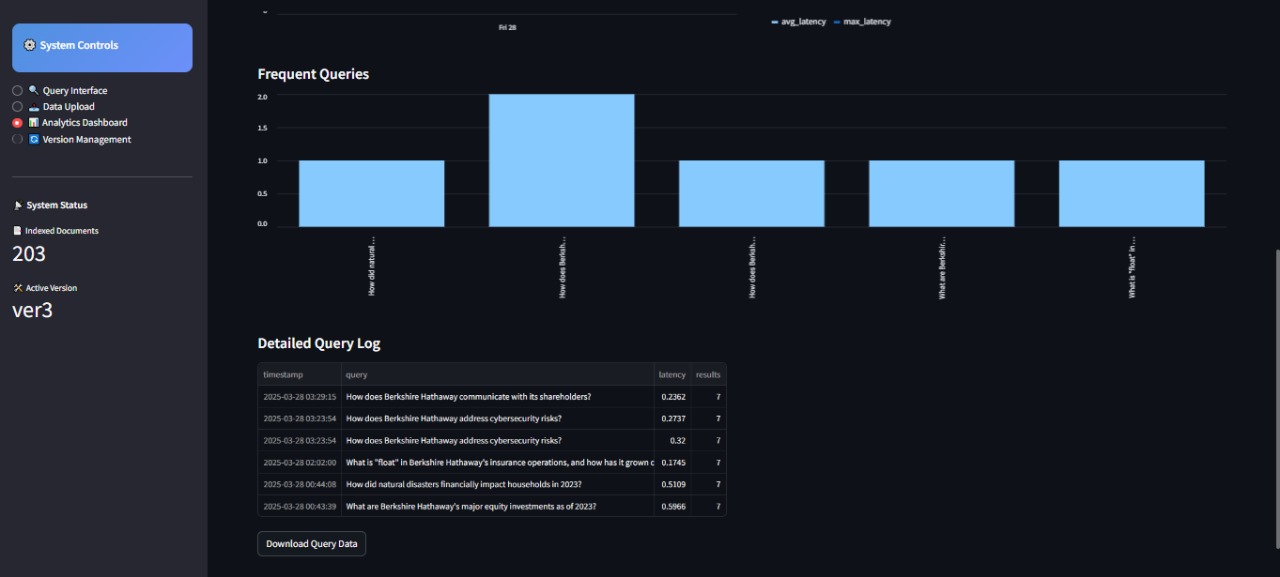 System Controls
Query Interface
Data Upload
Analytics Dashboard
Version Management
System Status
Indexed Documents
203
Active Version
ver3
Fri 28
avg_latency max_latency
Frequent Queries
2.0
1.5
1.0
0.5
0.0
How did natural ...
How does Berksh...
How does Berksh...
What are Berkshir...
What is "float" in ...
Detailed Query Log
timestamp query latency results
2025-03-28 03:29:15 How does Berkshire Hathaway communicate with its shareholders? 0.2362 7
2025-03-28 03:23:54 How does Berkshire Hathaway address cybersecurity risks? 0.2737 7
2025-03-28 03:23:54 How does Berkshire Hathaway address cybersecurity risks? 0.32 7
2025-03-28 02:02:00 What is "float" in Berkshire Hathaway's insurance operations, and how has it grown 0.1745 7
2025-03-28 00:44:08 How did natural disasters financially impact households in 2023? 0.5109 7
2025-03-28 00:43:39 What are Berkshire Hathaway's major equity investments as of 2023? 0.5966 7
Download Query Data